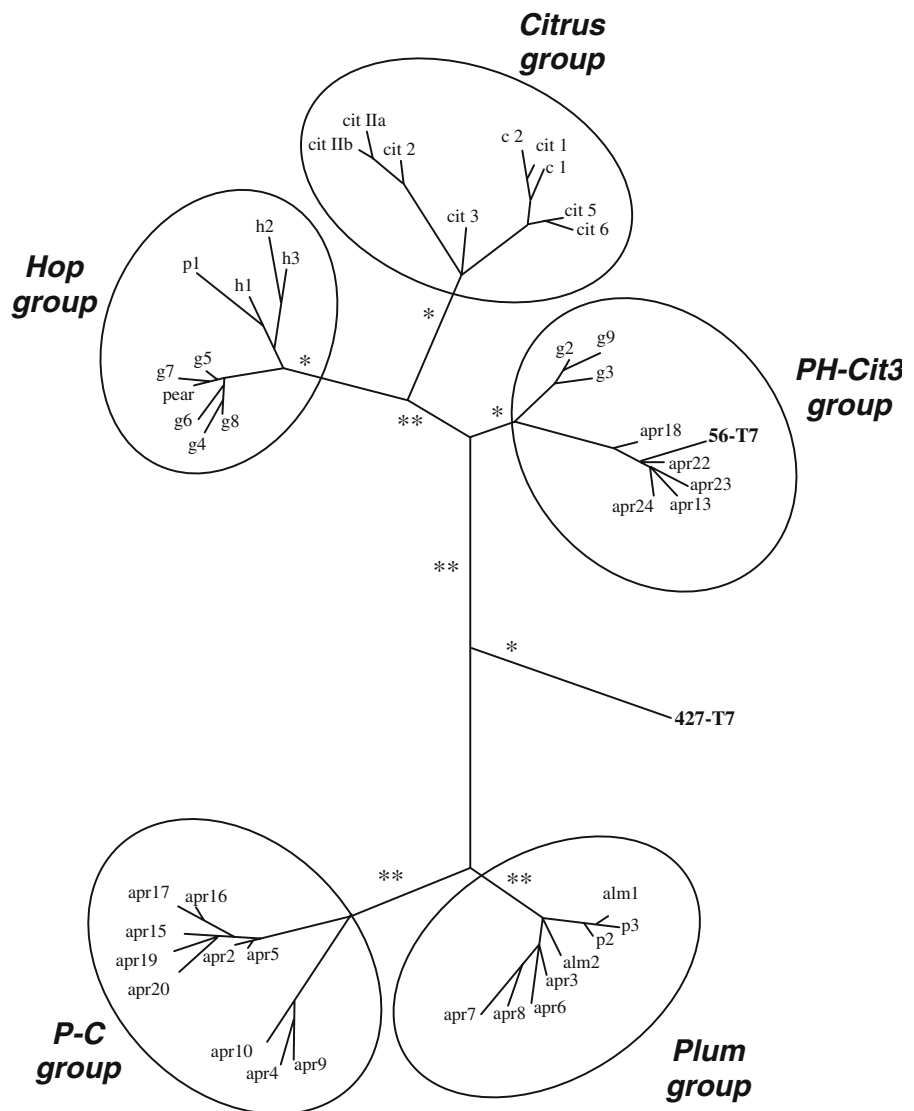 Citrus
group
cit IIa
cit IIb
cit 2
c 2
cit 1
c 1
cit 3
cit 5
cit 6
*
Hop
group
h2
p1
h3
h1
g5
g7
pear
g6
g8
g4
*
**
PH-Cit3
group
g9
g2
g3
*
apr18
56-T7
apr22
apr23
apr24
apr13
**
*
427-T7
**
**
apr17
apr16
apr15
apr2
apr5
apr19
apr20
apr10
apr4
apr9
P-C
group
alm1
p3
p2
alm2
apr3
apr6
apr8
apr7
Plum
group